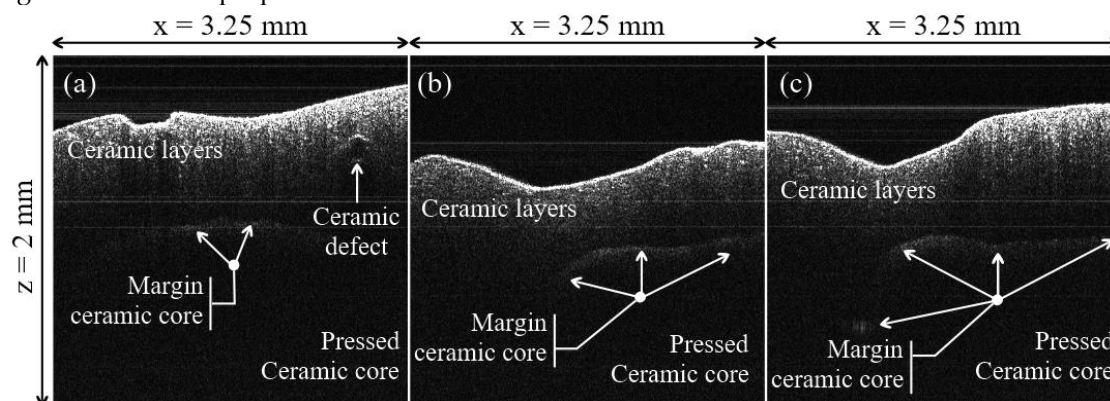 x = 3.25 mm
x = 3.25 mm
x = 3.25 mm
z = 2 mm
(a)
Ceramic layers
Ceramic
defect
Margin
ceramic core
Pressed
Ceramic core
(b)
Ceramic layers
Margin
ceramic core
Pressed
Ceramic core
(c)
Ceramic layers
Margin
ceramic core
Pressed
Ceramic core